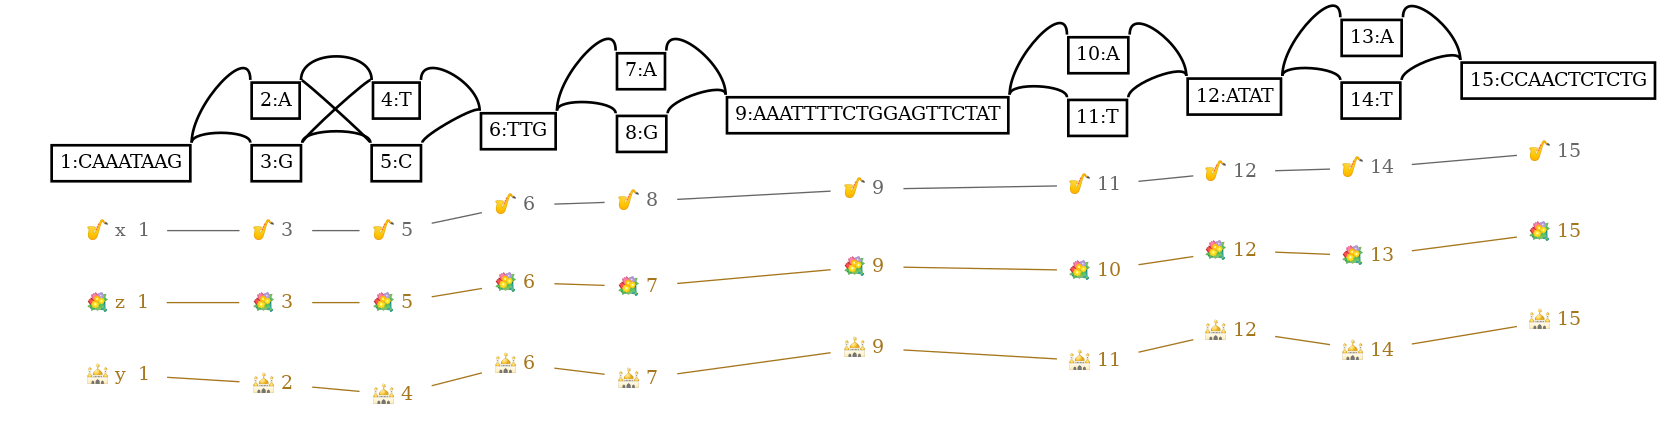 13:A
10:A
7:A
15:CCAACTCTCTG
2:A
4:T
12:ATAT
14:T
9:AAATTTTCTGGAGTTCTAT
11:T
6:TTG
8:G
1:CAAATAAG
3:G
5:C
x 1 3 5 6 8 9 11 12 14 15
z 1 3 5 6 7 9 10 12 13 15
y 1 2 4 6 7 9 11 12 14 15